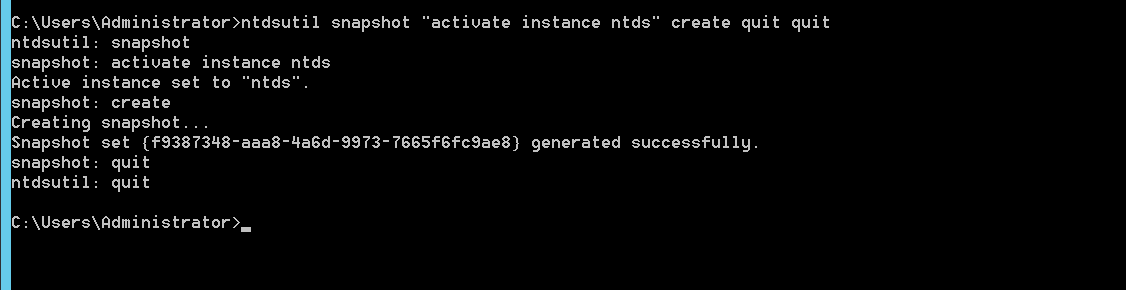 C:\Users\Administrator>ntdsutil snapshot "activate instance ntds" create quit quit
ntdsutil: snapshot
snapshot: activate instance ntds
Active instance set to "ntds".
snapshot: create
Creating snapshot...
Snapshot set {f9387348-aaa8-4a6d-9973-7665f6fc9ae8} generated successfully.
snapshot: quit
ntdsutil: quit
C:\Users\Administrator>